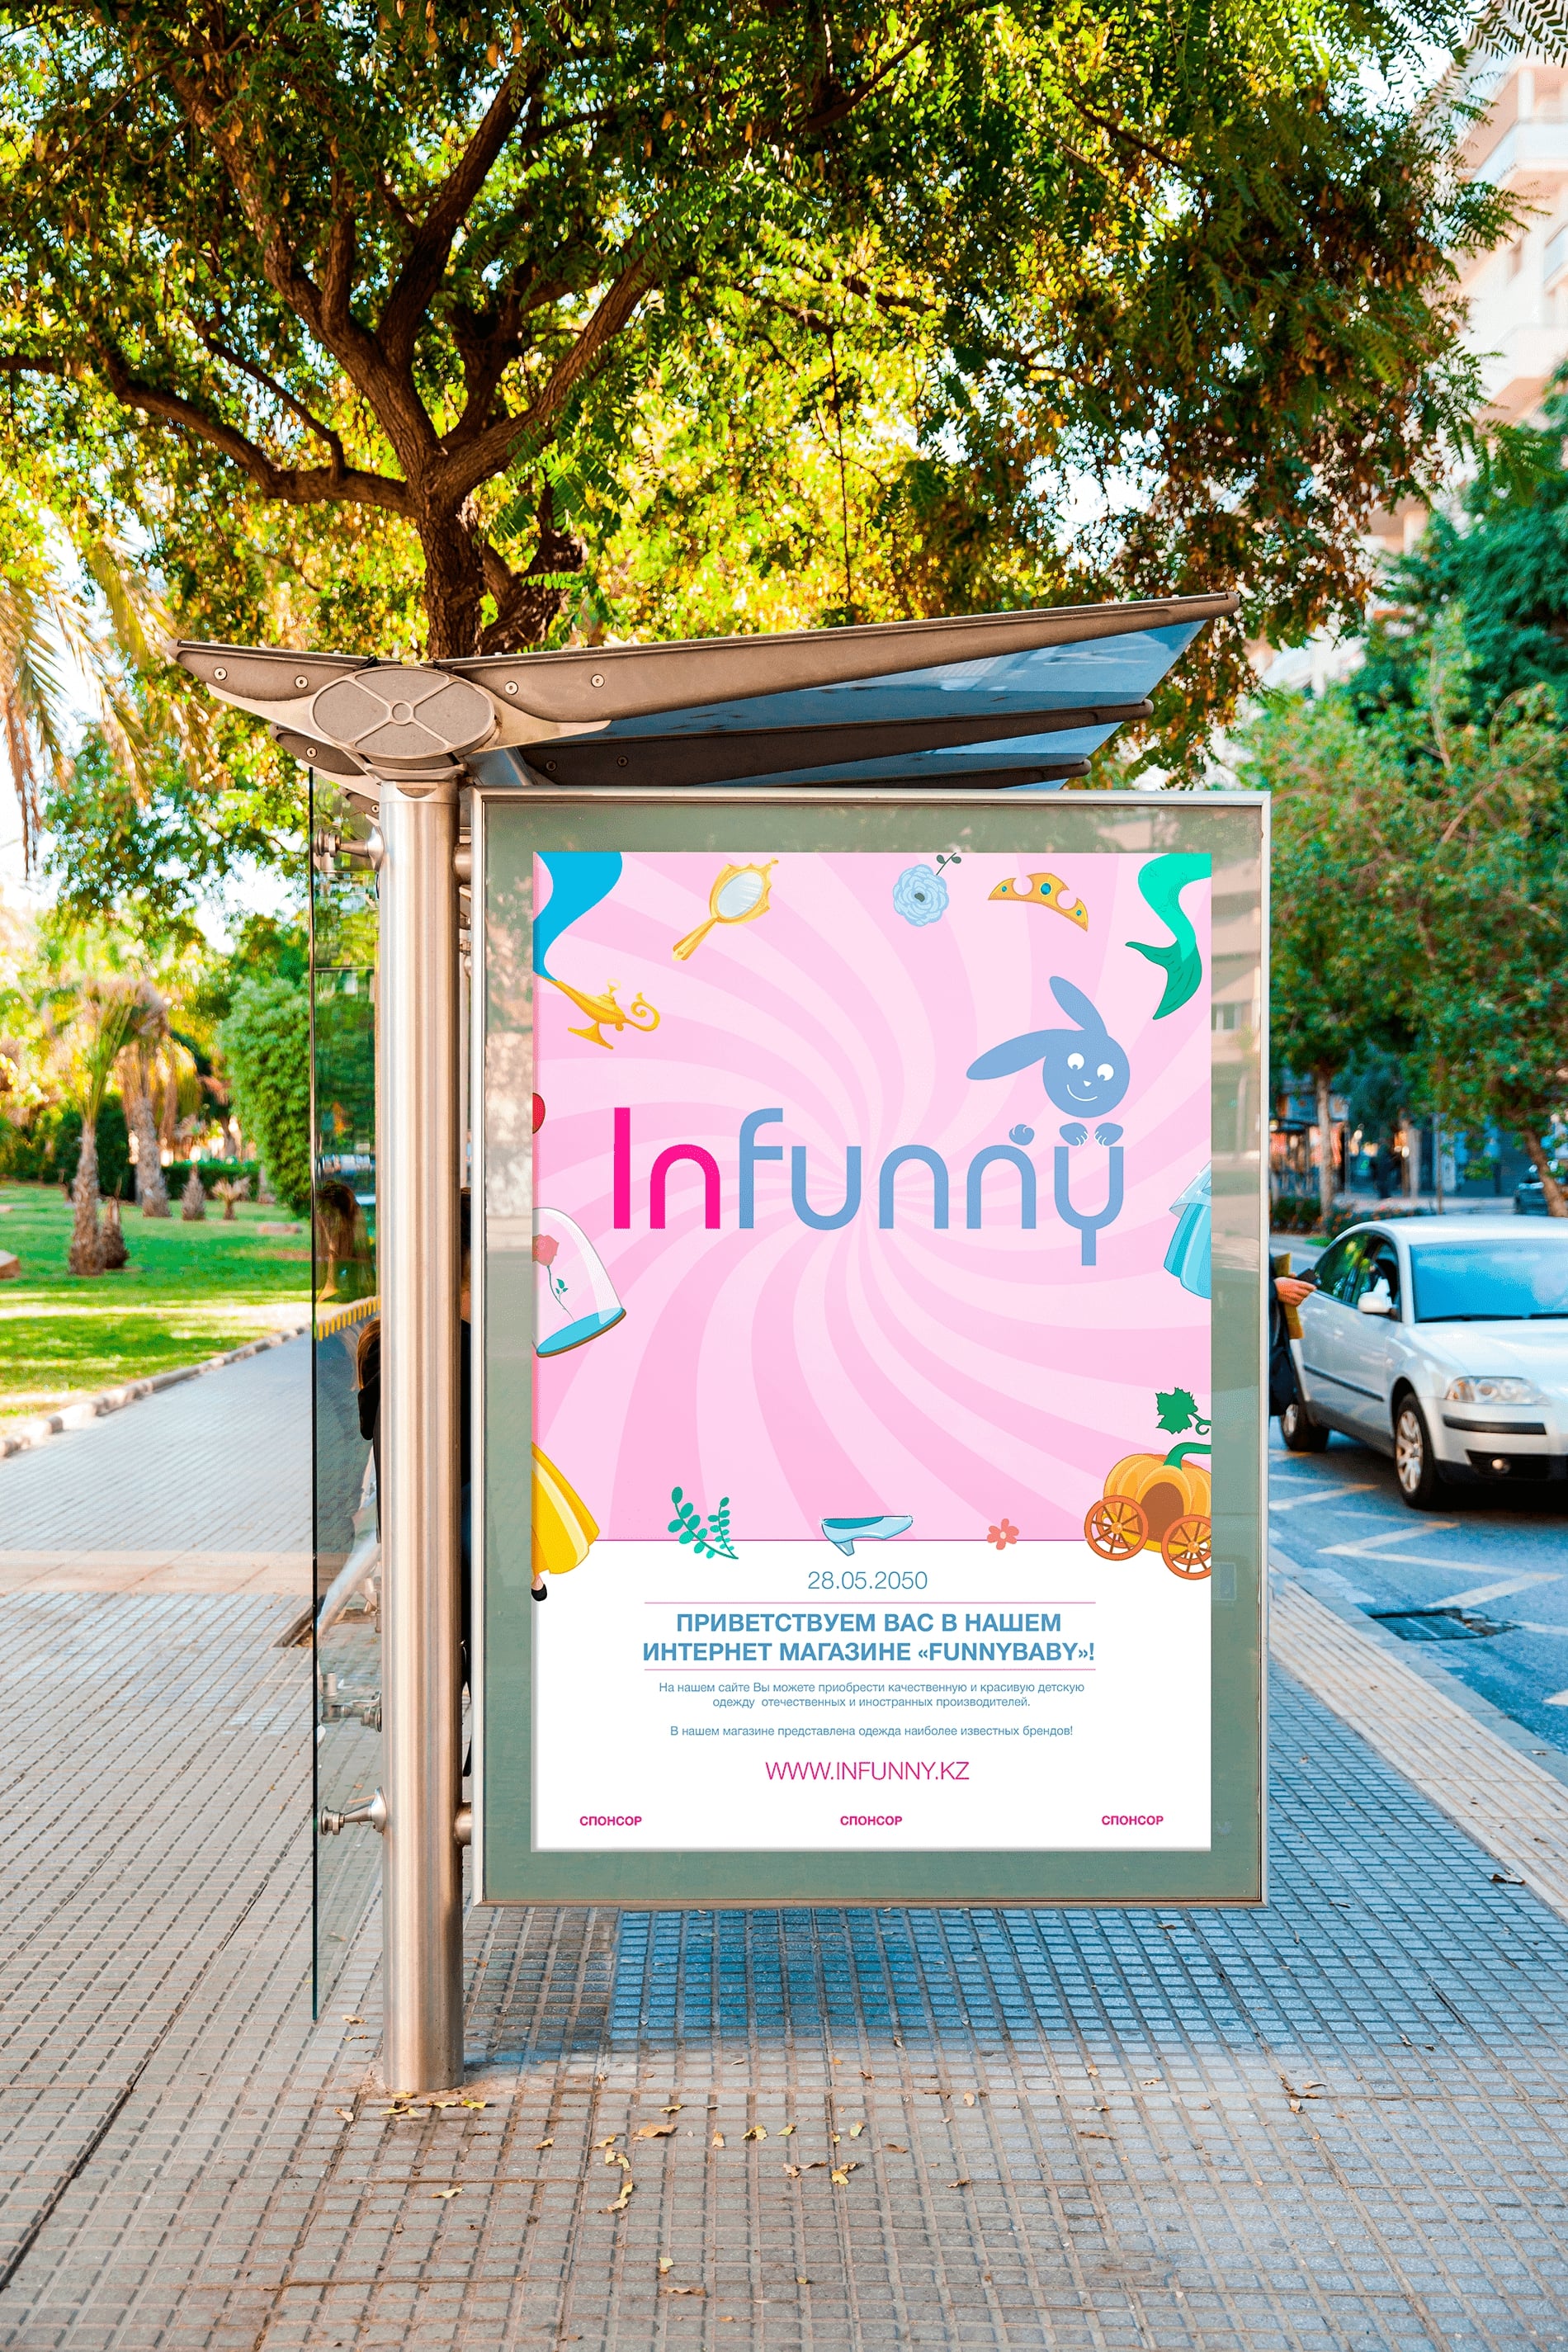 Infunny
28.05.2050
ПРИВЕТСТВУЕМ ВАС В НАШЕМ
ИНТЕРНЕТ МАГАЗИНЕ «FUNNYBABY»!
На нашем сайте Вы можете приобрести качественную и красивую детскую
одежду отечественных и иностранных производителей.
В нашем магазине представлена одежда наиболее известных брендов!
WWW.INFUNNY.KZ
СПОНСОР СПОНСОР СПОНСОР